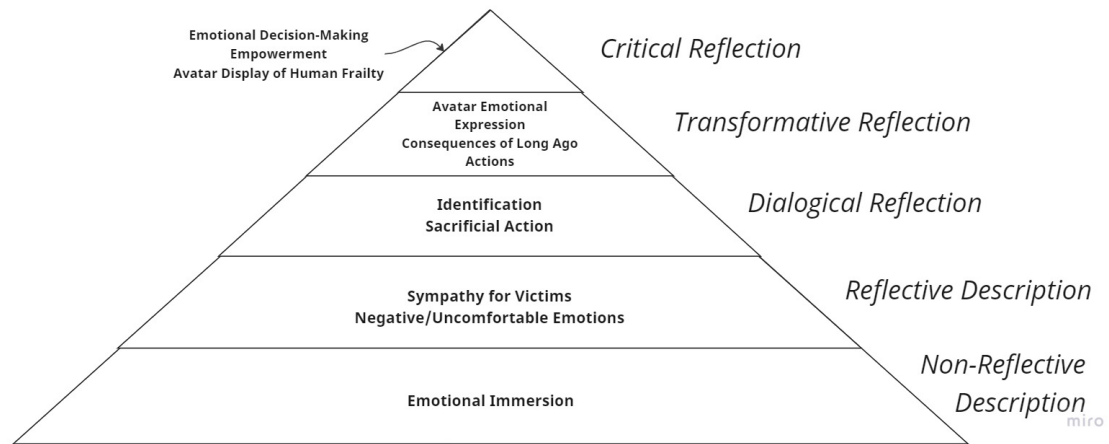 Emotional Decision-Making
Empowerment
Avatar Display of Human Frailty
Critical Reflection
Avatar Emotional
Expression
Consequences of Long Ago
Actions
Transformative Reflection
Identification
Sacrificial Action
Dialogical Reflection
Sympathy for Victims
Negative/Uncomfortable Emotions
Reflective Description
Emotional Immersion
Non-Reflective
Description
miro